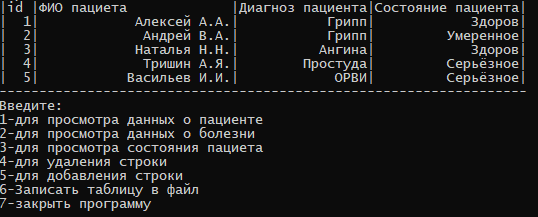 |id |ФИО пациета|Диагноз пациента|Состояние пациента|
| 1| Алексей А.А.| Грипп| Здоров|
| 2| Андрей В.А.| Грипп| Умеренное|
| 3| Наталья Н.Н.| Ангина| Здоров|
| 4| Тришин А.Я.| Простуда| Серьёзное|
| 5| Васильев И.И.| ОРВИ| Серьёзное|
Введите:
1-для просмотра данных о пациенте
2-для просмотра данных о болезни
3-для просмотра состояния пациета
4-для удаления строки
5-для добавления строки
6-Записать таблицу в файл
7-закрыть программу